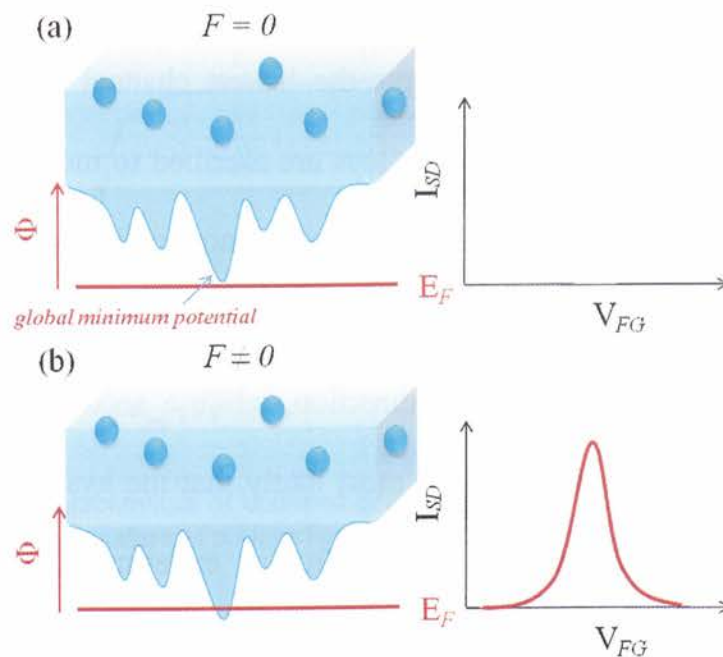 (a) F = 0
I_SD
Φ
E_F
V_FG
global minimum potential
(b) F ≠ 0
I_SD
Φ
E_F
V_FG